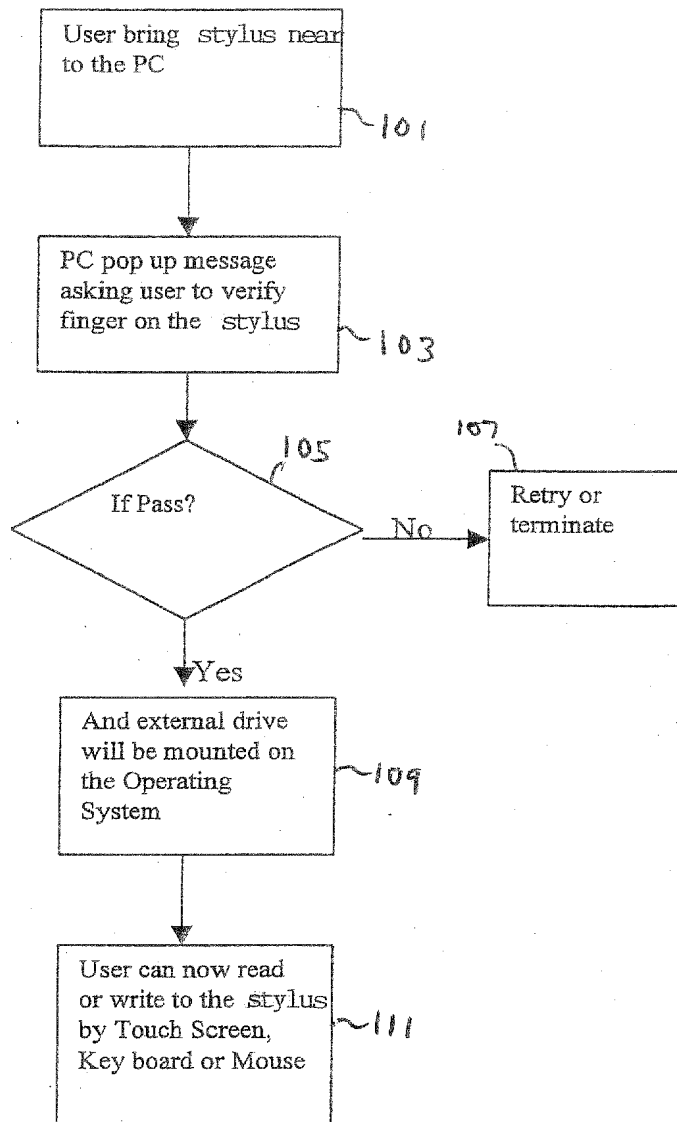 User bring stylus near
to the PC
101
PC pop up message
asking user to verify
finger on the stylus
103
105
If Pass?
No
107
Retry or
terminate
Yes
And external drive
will be mounted on
the Operating
System
109
User can now read
or write to the stylus
by Touch Screen,
Key board or Mouse
111